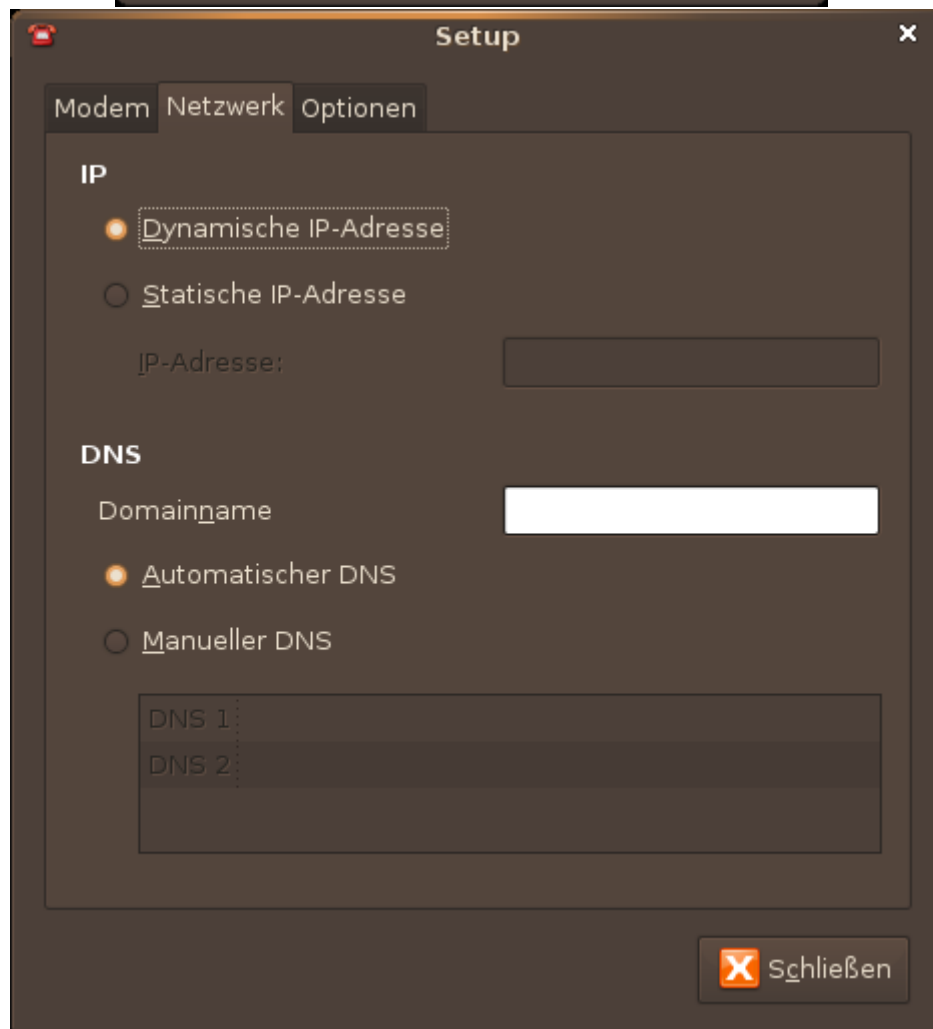 Setup
Modem Netzwerk Optionen
IP
Dynamische IP-Adresse
Statische IP-Adresse
IP-Adresse:
DNS
Domainname
Automatischer DNS
Manueller DNS
DNS 1
DNS 2
Schließen